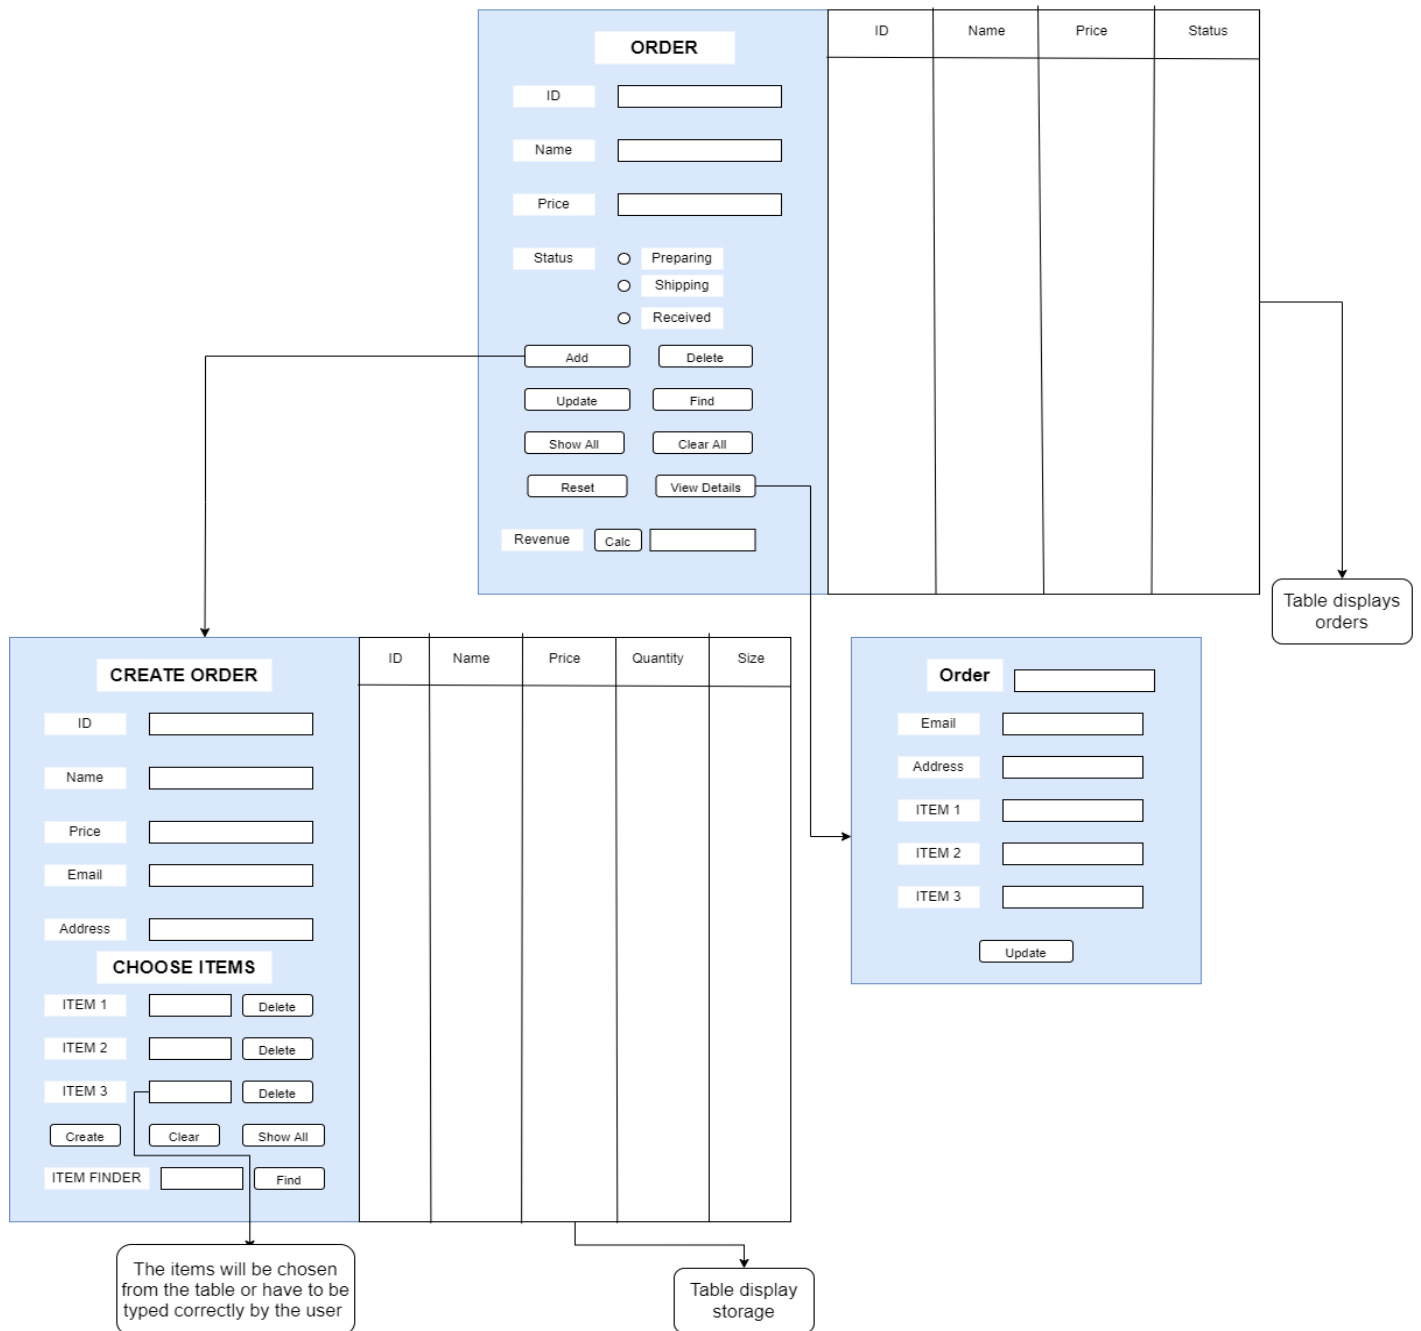 ORDER
ID
Name
Price
Status
Preparing
Shipping
Received
Add
Delete
Update
Find
Show All
Clear All
Reset
View Details
Revenue
Calc
ID
Name
Price
Status
Table displays
orders
CREATE ORDER
ID
Name
Price
Email
Address
CHOOSE ITEMS
ITEM 1
Delete
ITEM 2
Delete
ITEM 3
Delete
Create
Clear
Show All
ITEM FINDER
Find
ID
Name
Price
Quantity
Size
The items will be chosen
from the table or have to be
typed correctly by the user
Table display
storage
Order
Email
Address
ITEM 1
ITEM 2
ITEM 3
Update